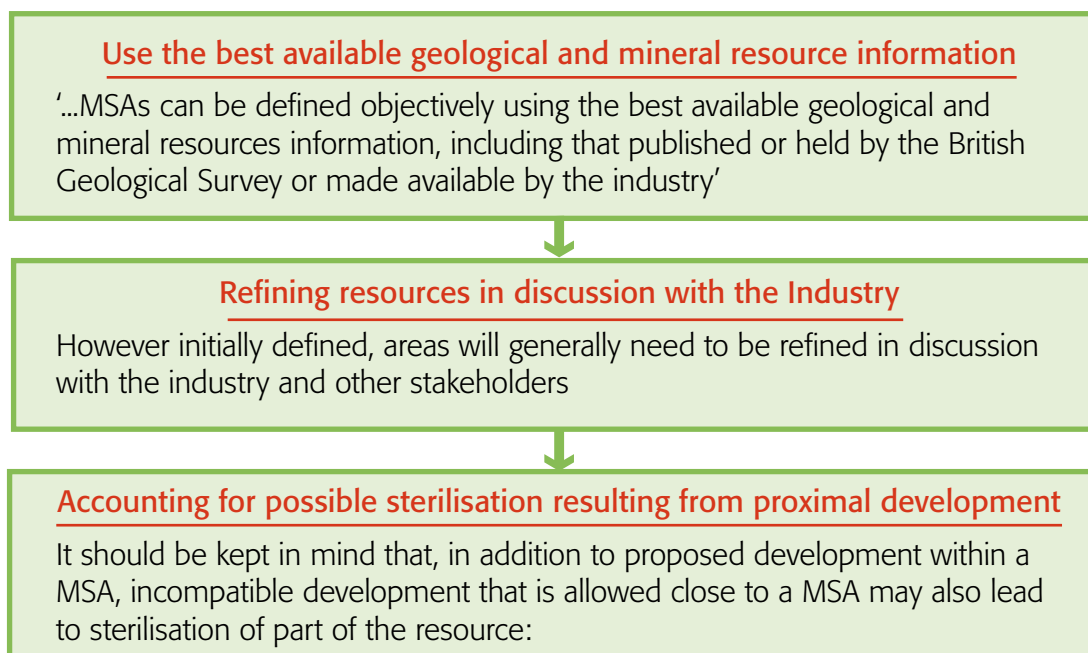 Use the best available geological and mineral resource information
‘...MSAs can be defined objectively using the best available geological and
mineral resources information, including that published or held by the British
Geological Survey or made available by the industry’
Refining resources in discussion with the Industry
However initially defined, areas will generally need to be refined in discussion
with the industry and other stakeholders
Accounting for possible sterilisation resulting from proximal development
It should be kept in mind that, in addition to proposed development within a
MSA, incompatible development that is allowed close to a MSA may also lead
to sterilisation of part of the resource: